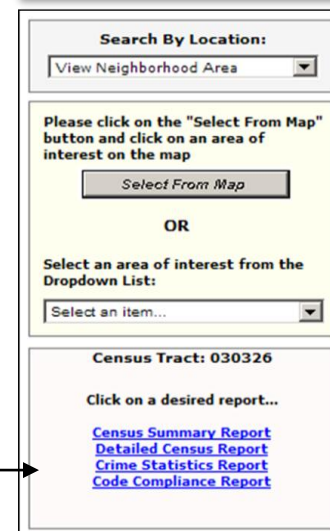 Search By Location:
View Neighborhood Area
Please click on the "Select From Map"
button and click on an area of
interest on the map
Select From Map
OR
Select an area of interest from the
Dropdown List:
Select an item...
Census Tract: 030326
Click on a desired report...
Census Summary Report
Detailed Census Report
Crime Statistics Report
Code Compliance Report